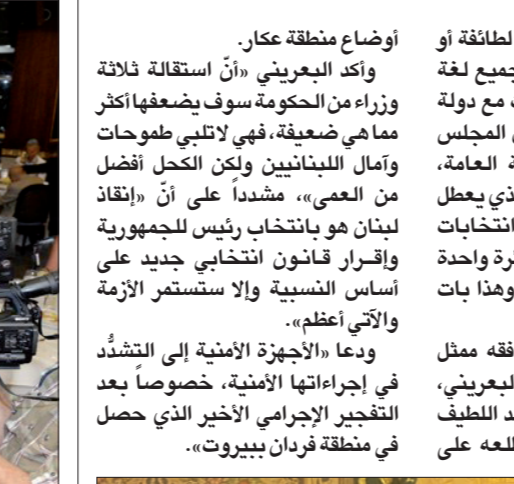 لطائفة أو
جميع لغة
مع دولة
المجلس
ة العامة،
ذي يعطل
انتخابات
رة واحدة
وهذا بات
فقه ممثل
لبعريني،
د اللطيف
طلعه على
أوضاع منطقة عكار.
وأكد البعريني «أنّ استقالة ثلاثة
وزراء من الحكومة سوف يضعفها أكثر
مما هي ضعيفة، فهي لا تلبي طموحات
وآمال اللبنانيين ولكن الكحل أفضل
من العمى»، مشدداً على أنّ «إنقاذ
لبنان هو بانتخاب رئيس للجمهورية
وإقـرار قـانـون انتخابي جديد على
أساس النسبية وإلا ستستمر الأزمة
والآتي أعظم».
ودعا «الأجهزة الأمنية إلى التشدُّد
في إجراءاتها الأمنية، خصوصاً بعد
التفجير الإجرامي الأخير الذي حصل
في منطقة فردان ببيروت».